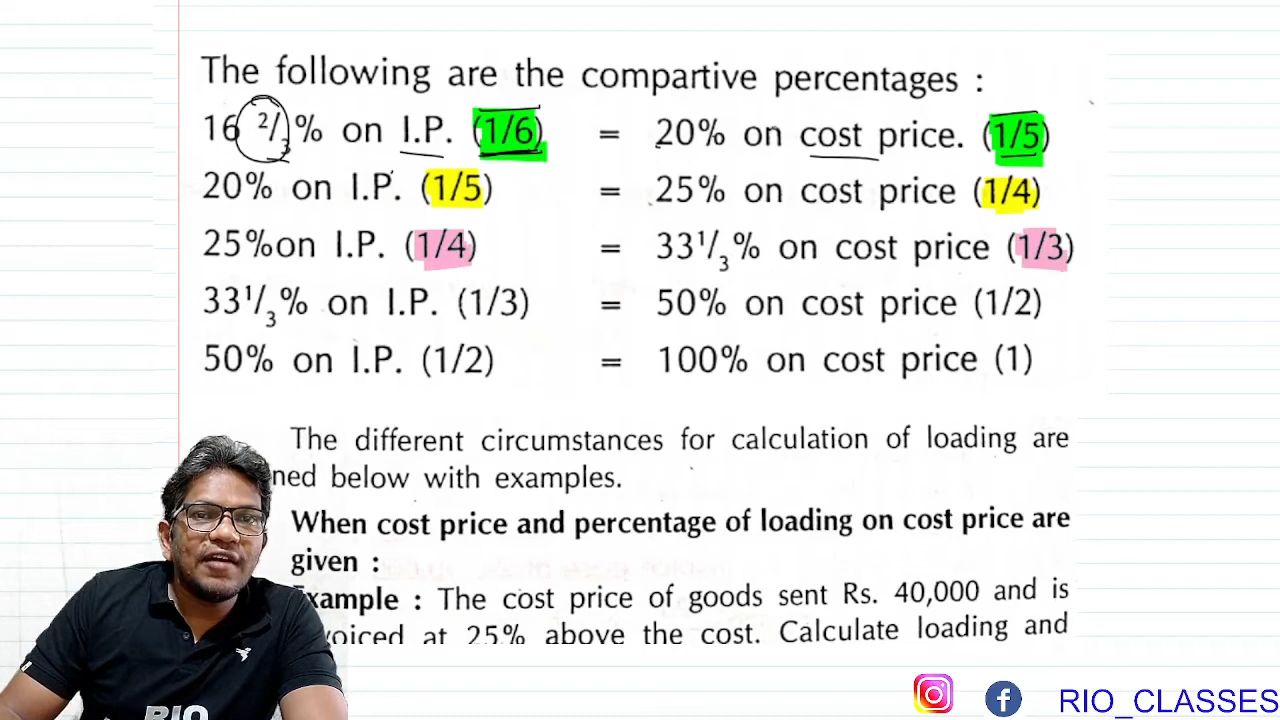 The following are the compartive percentages :
16 2/3% on I.P. (1/6) = 20% on cost price. (1/5)
20% on I.P. (1/5) = 25% on cost price (1/4)
25%on I.P. (1/4) = 33 1/3% on cost price (1/3)
33 1/3% on I.P. (1/3) = 50% on cost price (1/2)
50% on I.P. (1/2) = 100% on cost price (1)
The different circumstances for calculation of loading are
below with examples.
When cost price and percentage of loading on cost price are
given :
Example : The cost price of goods sent Rs. 40,000 and is
at 25% above the cost. Calculate loading and
RIO
RIO_CLASSES